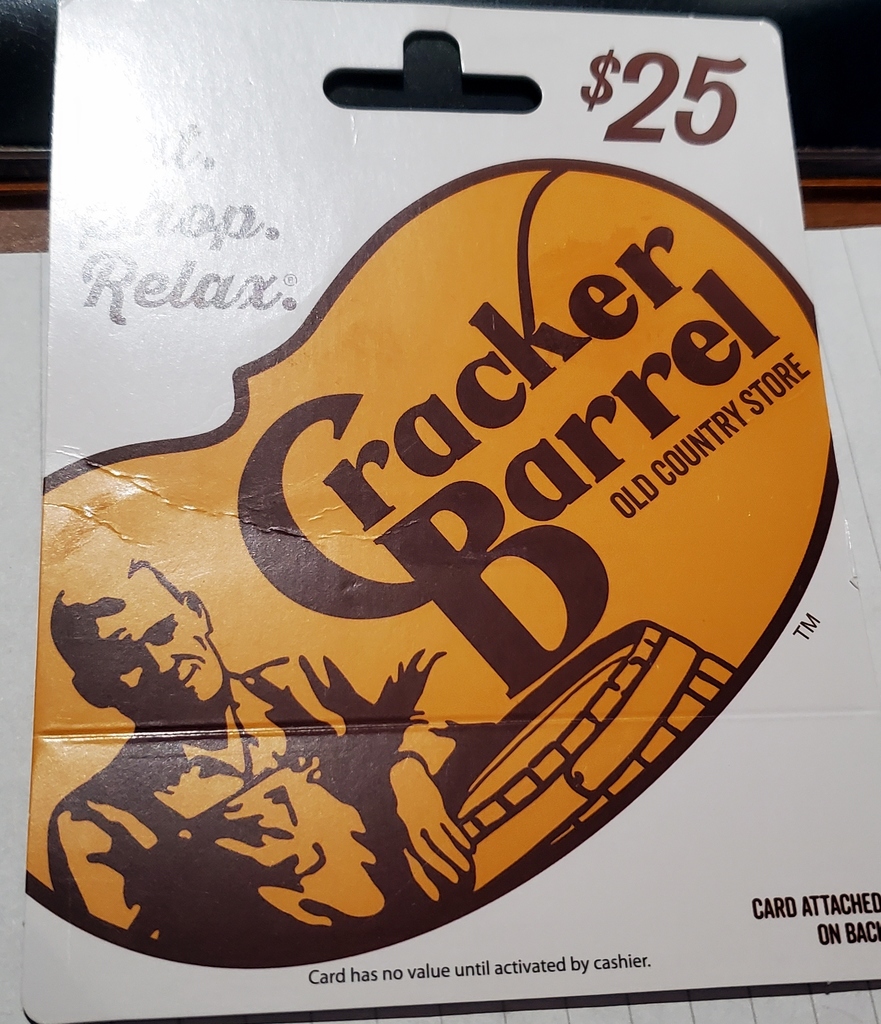 $25
Relax:®
Cracker
Barrel
OLD COUNTRY STORE
TM
CARD ATTACHED
ON BACK
Card has no value until activated by cashier.